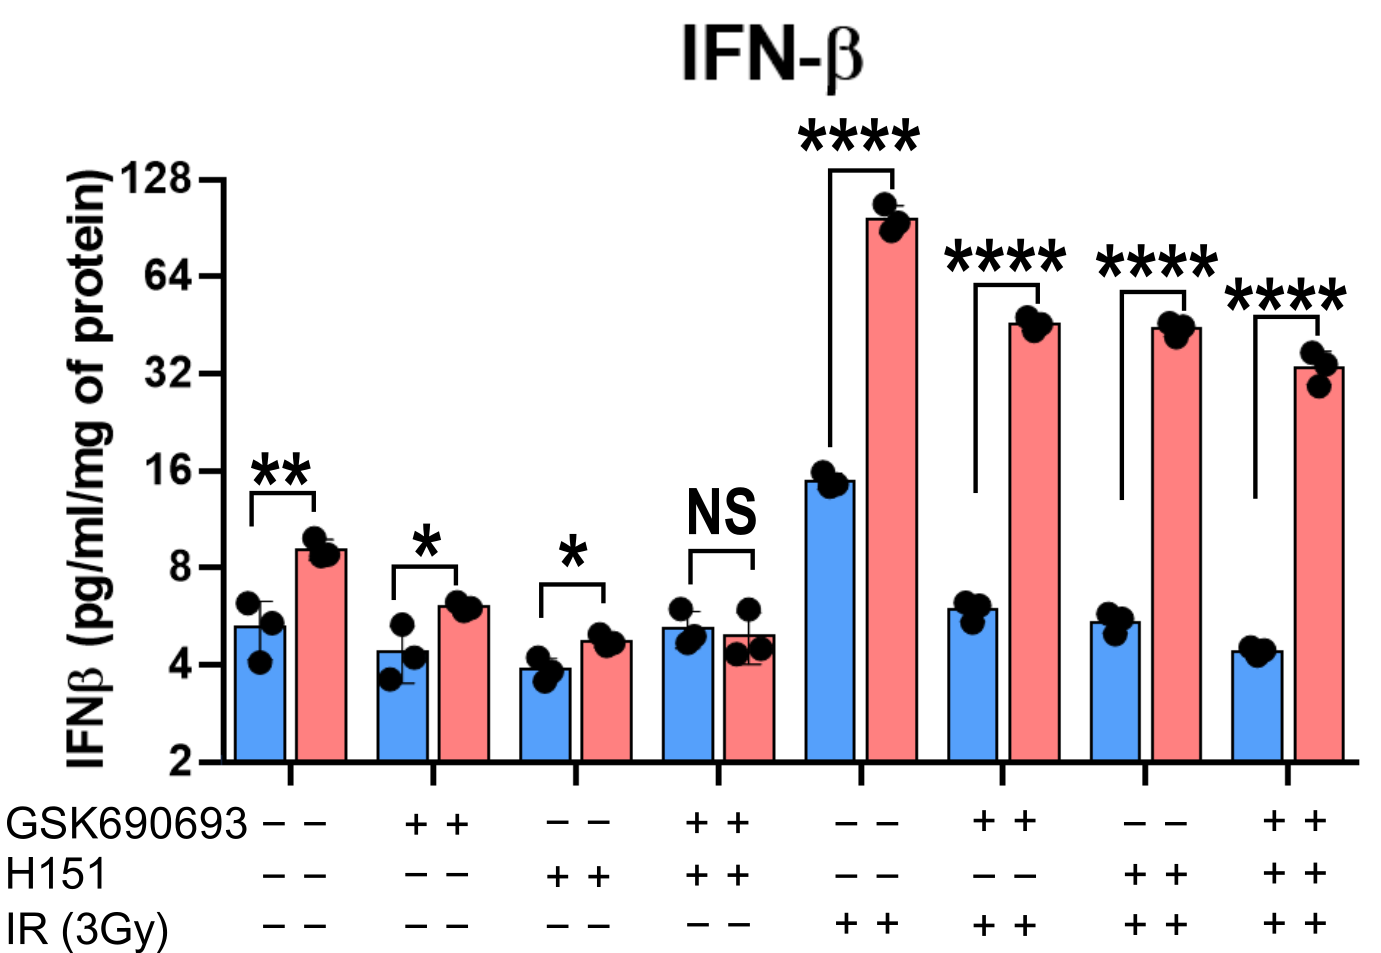 IFN-β
IFNβ (pg/ml/mg of protein)
128
64
32
16
8
4
2
**
*
*
NS
****
****
****
****
GSK690693 − − + + − − + + − − + + − − + +
H151 − − − − + + + + − − − − + + + +
IR (3Gy) − − − − − − − − + + + + + + + +